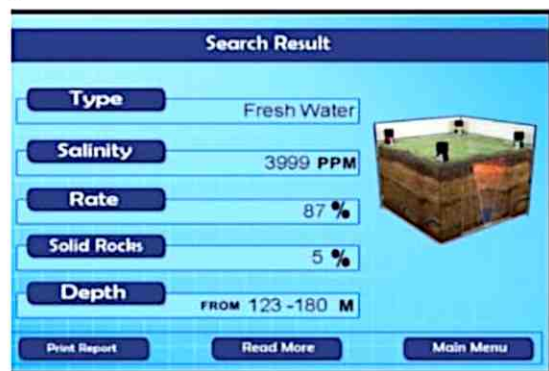 Search Result
Type
Fresh Water
Salinity
3999 PPM
Rate
87 %
Solid Rocks
5 %
Depth
FROM 123 -180 M
Print Report
Read More
Main Menu